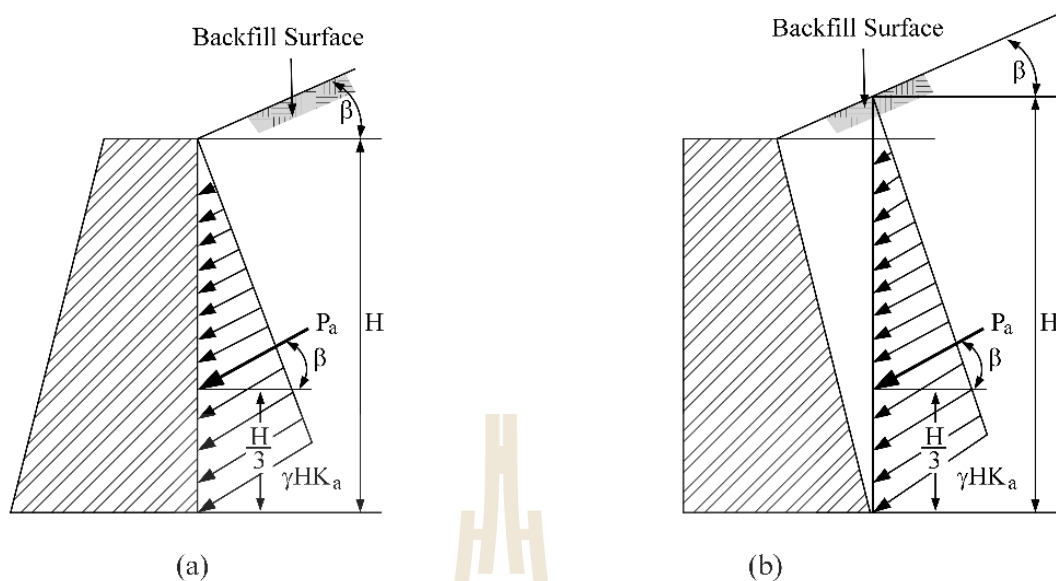 Backfill Surface
β
H
Pₐ
β
H
3
γHKₐ
(a)
Backfill Surface
β
H
Pₐ
β
H
3
γHKₐ
(b)